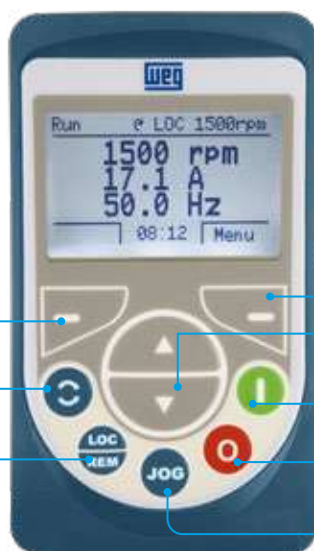 weg
Run LOC 1500rpm
1500 rpm
17.1 A
50.0 Hz
08:12 Menu
LOC
REM
JOG